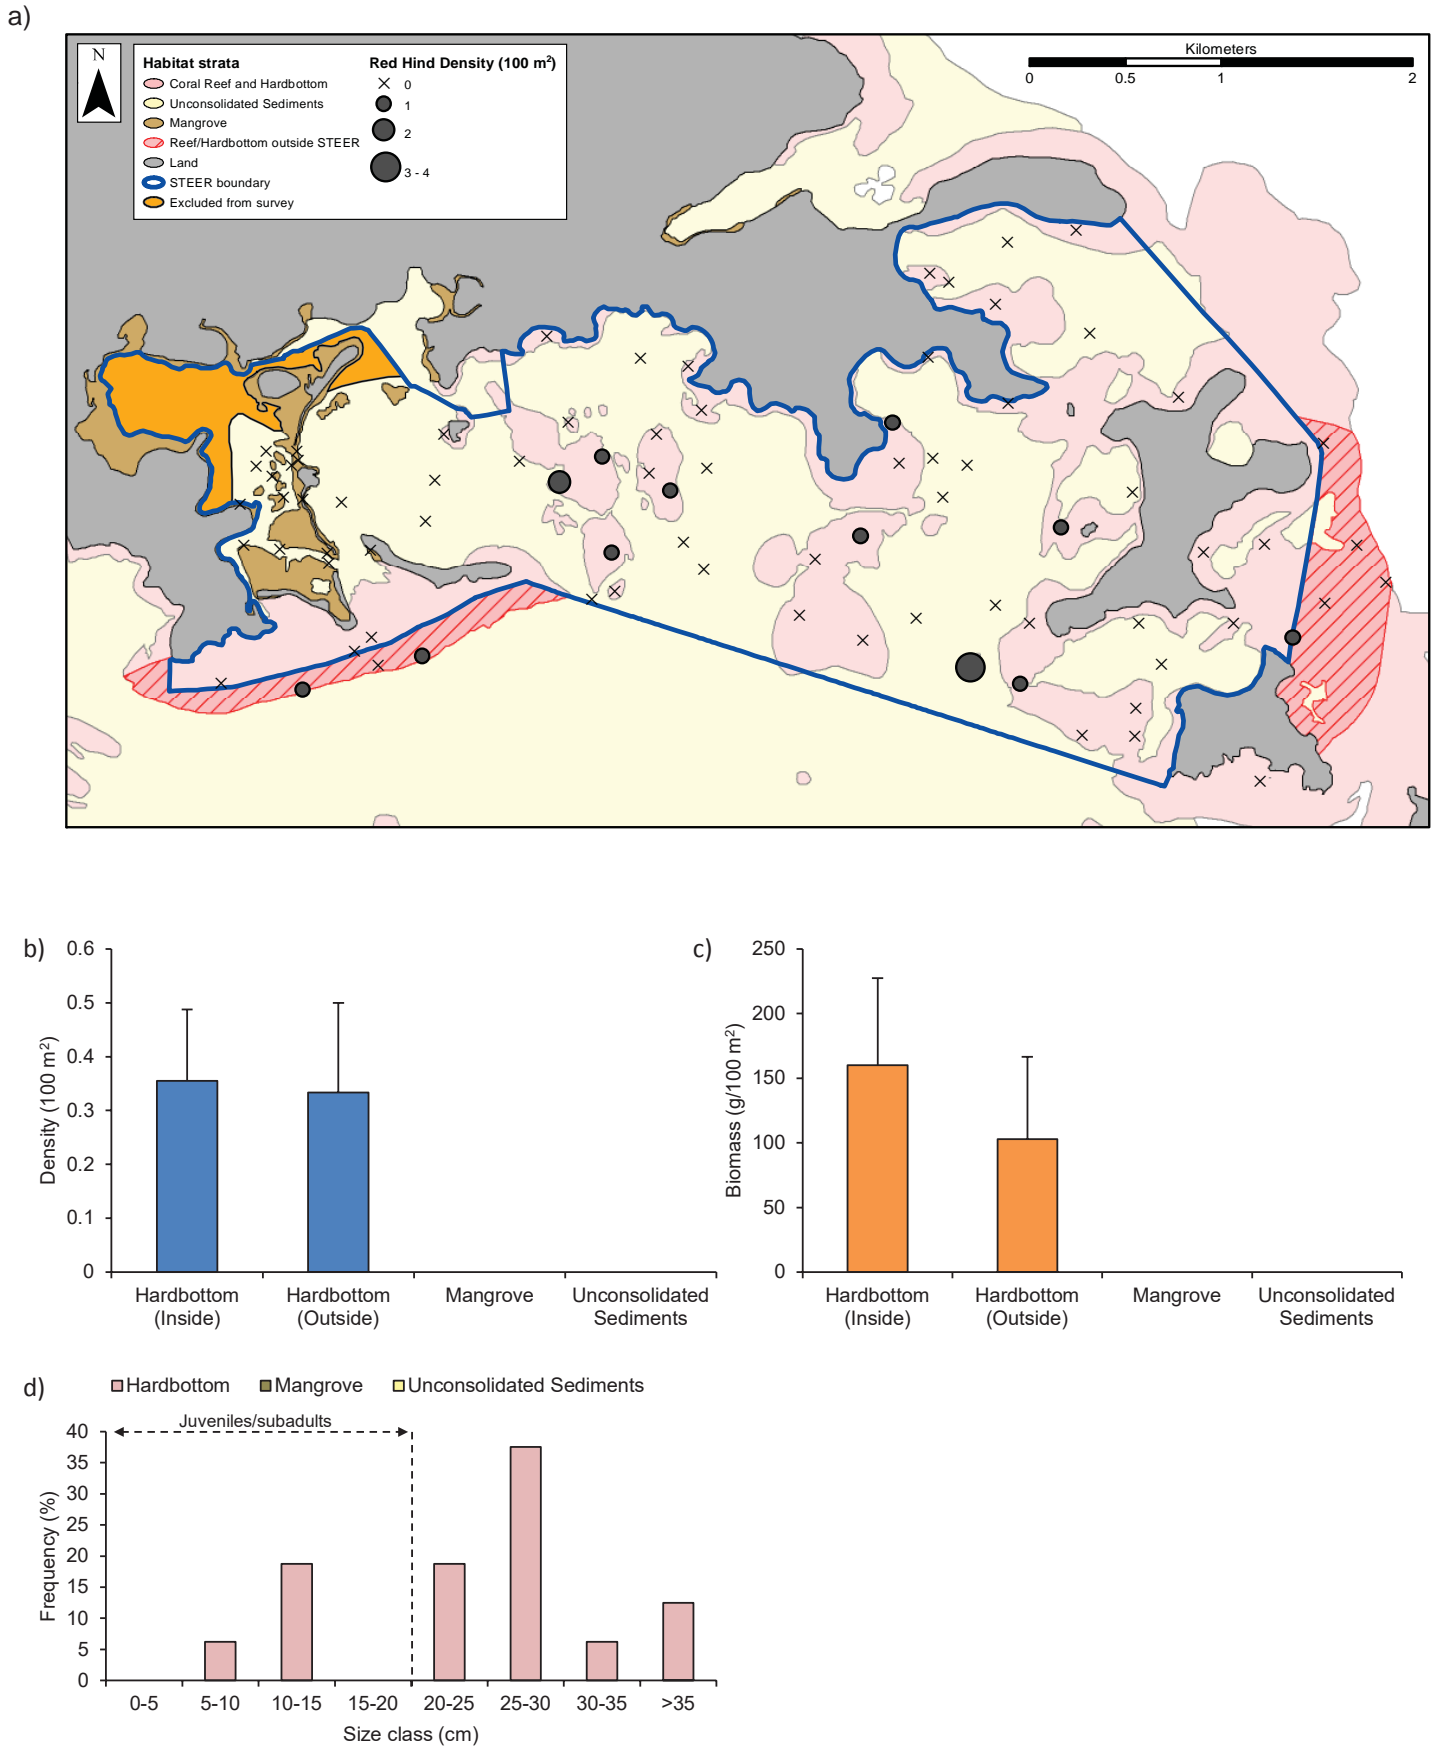 a)
N
Habitat strata
Coral Reef and Hardbottom
Unconsolidated Sediments
Mangrove
Reef/Hardbottom outside STEER
Land
STEER boundary
Excluded from survey
Red Hind Density (100 m²)
0
1
2
3 - 4
Kilometers
0 0.5 1 2
b)
0.6
0.5
0.4
0.3
0.2
0.1
0
Density (100 m²)
Hardbottom (Inside)
Hardbottom (Outside)
Mangrove
Unconsolidated Sediments
c)
250
200
150
100
50
0
Biomass (g/100 m²)
Hardbottom (Inside)
Hardbottom (Outside)
Mangrove
Unconsolidated Sediments
d)
Hardbottom Mangrove Unconsolidated Sediments
Juveniles/subadults
40
35
30
25
20
15
10
5
0
Frequency (%)
0-5 5-10 10-15 15-20 20-25 25-30 30-35 >35
Size class (cm)